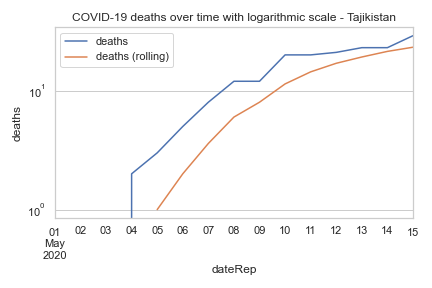 COVID-19 deaths over time with logarithmic scale - Tajikistan
deaths
deaths (rolling)
10¹
10⁰
deaths
01 02 03 04 05 06 07 08 09 10 11 12 13 14 15
May
2020
dateRep